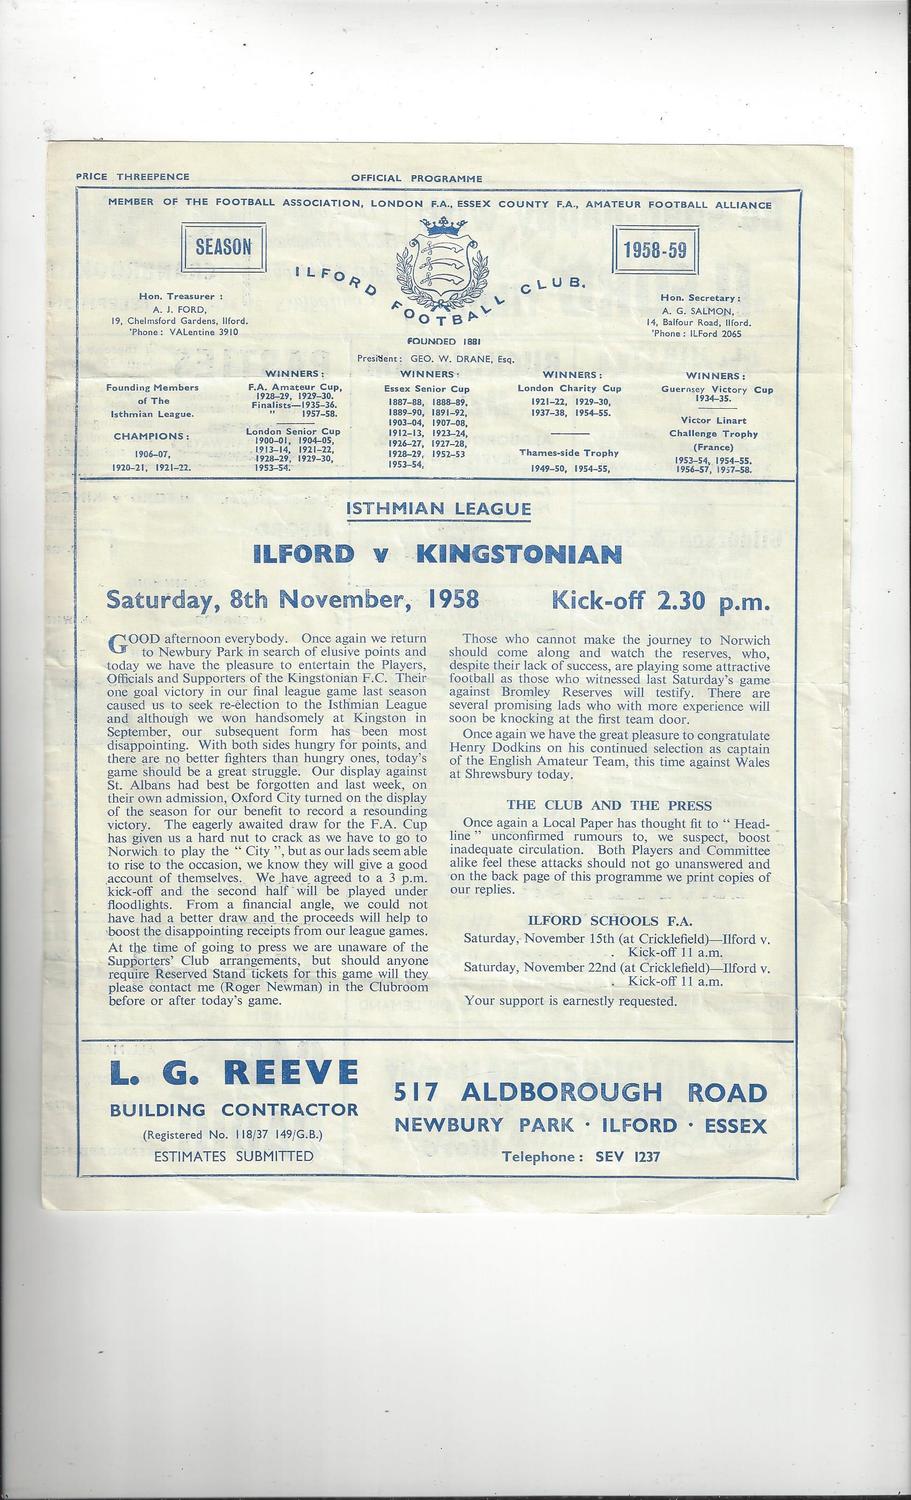 PRICE THREEPENCE
OFFICIAL PROGRAMME
MEMBER OF THE FOOTBALL ASSOCIATION, LONDON F.A., ESSEX COUNTY F.A., AMATEUR FOOTBALL ALLIANCE
SEASON
1958-59
ILFORD FOOTBALL CLUB.
Hon. Treasurer :
A. J. FORD,
19, Chelmsford Gardens, Ilford.
'Phone : VALentine 3910
Hon. Secretary :
A. G. SALMON,
14, Balfour Road, Ilford.
'Phone : ILFord 2065
FOUNDED 1881
President : GEO. W. DRANE, Esq.
Founding Members
of The
Isthmian League.
CHAMPIONS :
1906-07,
1920-21, 1921-22.
WINNERS :
F.A. Amateur Cup,
1928-29, 1929-30.
Finalists—1935-36.
" 1957-58.
London Senior Cup
1900-01, 1904-05,
1913-14, 1921-22,
1928-29, 1929-30,
1953-54.
WINNERS :
Essex Senior Cup
1887-88, 1888-89,
1889-90, 1891-92,
1903-04, 1907-08,
1912-13, 1923-24,
1926-27, 1927-28,
1928-29, 1952-53
1953-54,
WINNERS :
London Charity Cup
1921-22, 1929-30,
1937-38, 1954-55.
Thames-side Trophy
1949-50, 1954-55,
WINNERS :
Guernsey Victory Cup
1934-35.
Victor Linart
Challenge Trophy
(France)
1953-54, 1954-55.
1956-57, 1957-58.
ISTHMIAN LEAGUE
ILFORD v KINGSTONIAN
Saturday, 8th November, 1958 Kick-off 2.30 p.m.
GOOD afternoon everybody. Once again we return
to Newbury Park in search of elusive points and
today we have the pleasure to entertain the Players,
Officials and Supporters of the Kingstonian F.C. Their
one goal victory in our final league game last season
caused us to seek re-election to the Isthmian League
and although we won handsomely at Kingston in
September, our subsequent form has been most
disappointing. With both sides hungry for points, and
there are no better fighters than hungry ones, today's
game should be a great struggle. Our display against
St. Albans had best be forgotten and last week, on
their own admission, Oxford City turned on the display
of the season for our benefit to record a resounding
victory. The eagerly awaited draw for the F.A. Cup
has given us a hard nut to crack as we have to go to
Norwich to play the " City ", but as our lads seem able
to rise to the occasion, we know they will give a good
account of themselves. We have agreed to a 3 p.m.
kick-off and the second half will be played under
floodlights. From a financial angle, we could not
have had a better draw and the proceeds will help to
boost the disappointing receipts from our league games.
At the time of going to press we are unaware of the
Supporters' Club arrangements, but should anyone
require Reserved Stand tickets for this game will they
please contact me (Roger Newman) in the Clubroom
before or after today's game.
Those who cannot make the journey to Norwich
should come along and watch the reserves, who,
despite their lack of success, are playing some attractive
football as those who witnessed last Saturday's game
against Bromley Reserves will testify. There are
several promising lads who with more experience will
soon be knocking at the first team door.
Once again we have the great pleasure to congratulate
Henry Dodkins on his continued selection as captain
of the English Amateur Team, this time against Wales
at Shrewsbury today.
THE CLUB AND THE PRESS
Once again a Local Paper has thought fit to " Head-
line " unconfirmed rumours to, we suspect, boost
inadequate circulation. Both Players and Committee
alike feel these attacks should not go unanswered and
on the back page of this programme we print copies of
our replies.
ILFORD SCHOOLS F.A.
Saturday, November 15th (at Cricklefield)—Ilford v.
. Kick-off 11 a.m.
Saturday, November 22nd (at Cricklefield)—Ilford v.
. Kick-off 11 a.m.
Your support is earnestly requested.
L. G. REEVE
BUILDING CONTRACTOR
(Registered No. 118/37 149/G.B.)
ESTIMATES SUBMITTED
517 ALDBOROUGH ROAD
NEWBURY PARK · ILFORD · ESSEX
Telephone : SEV 1237